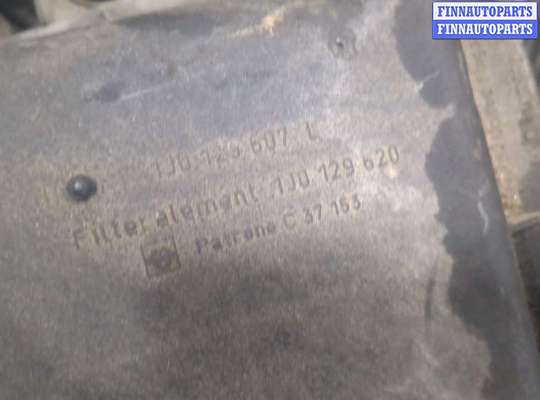 FINNAUTOPARTS
FINNAUTOPARTS
1J0 129 607 L
Filterelement 1J0 129 620
Patrone C 37 153